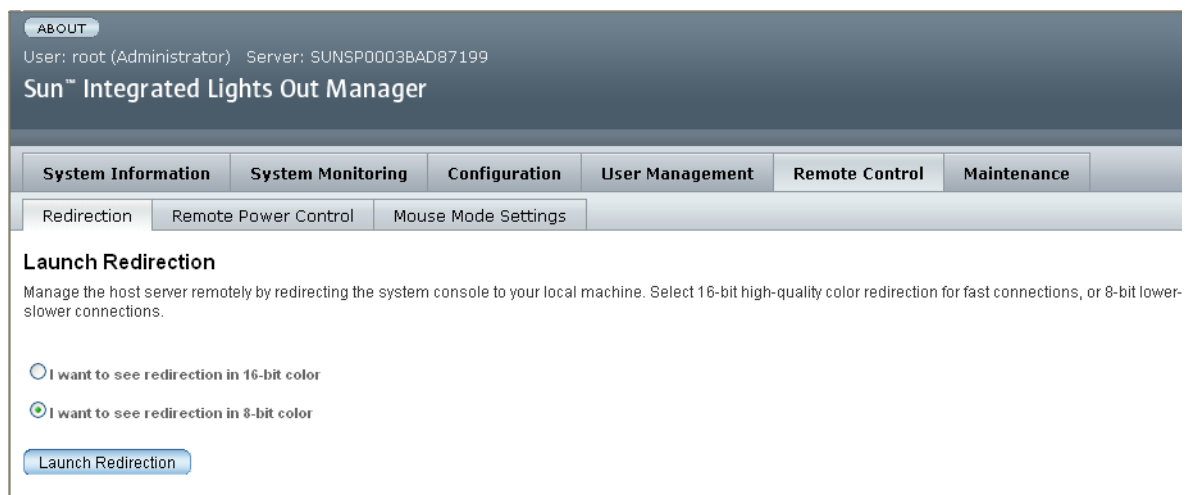 ABOUT
User: root (Administrator) Server: SUNSP0003BAD87199
Sun™ Integrated Lights Out Manager
System Information System Monitoring Configuration User Management Remote Control Maintenance
Redirection Remote Power Control Mouse Mode Settings
Launch Redirection
Manage the host server remotely by redirecting the system console to your local machine. Select 16-bit high-quality color redirection for fast connections, or 8-bit lower-
slower connections.
I want to see redirection in 16-bit color
I want to see redirection in 8-bit color
Launch Redirection